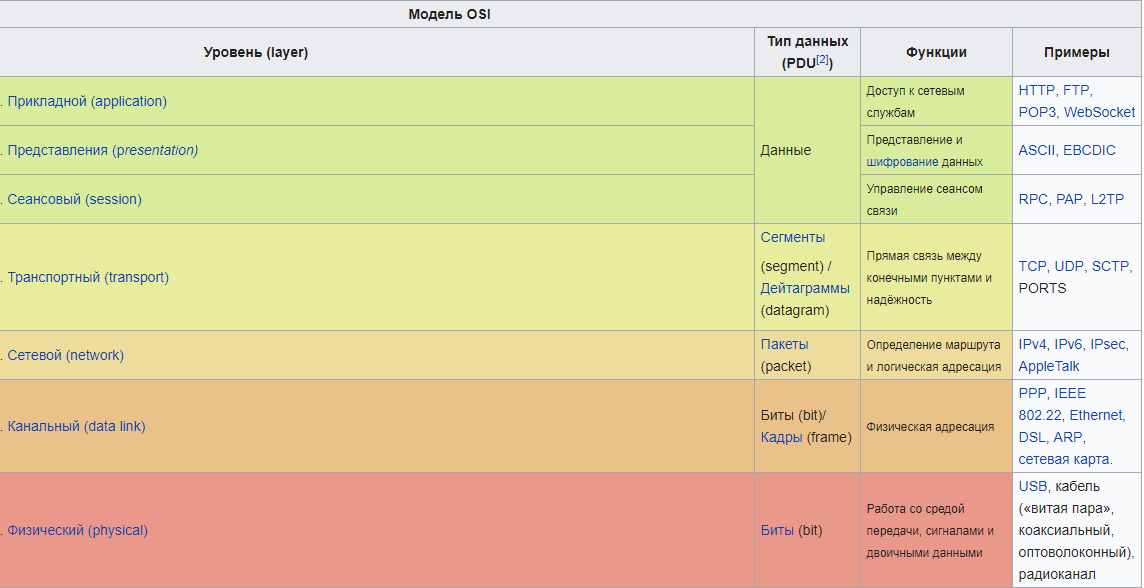 Модель OSI
Уровень (layer)
Тип данных
(PDU[2])
Функции
Примеры
. Прикладной (application)
Данные
Доступ к сетевым
службам
HTTP, FTP,
POP3, WebSocket
. Представления (presentation)
Представление и
шифрование данных
ASCII, EBCDIC
. Сеансовый (session)
Управление сеансом
связи
RPC, PAP, L2TP
. Транспортный (transport)
Сегменты
(segment) /
Дейтаграммы
(datagram)
Прямая связь между
конечными пунктами и
надёжность
TCP, UDP, SCTP,
PORTS
. Сетевой (network)
Пакеты
(packet)
Определение маршрута
и логическая адресация
IPv4, IPv6, IPsec,
AppleTalk
. Канальный (data link)
Биты (bit)/
Кадры (frame)
Физическая адресация
PPP, IEEE
802.22, Ethernet,
DSL, ARP,
сетевая карта.
. Физический (physical)
Биты (bit)
Работа со средой
передачи, сигналами и
двоичными данными
USB, кабель
(«витая пара»,
коаксиальный,
оптоволоконный),
радиоканал